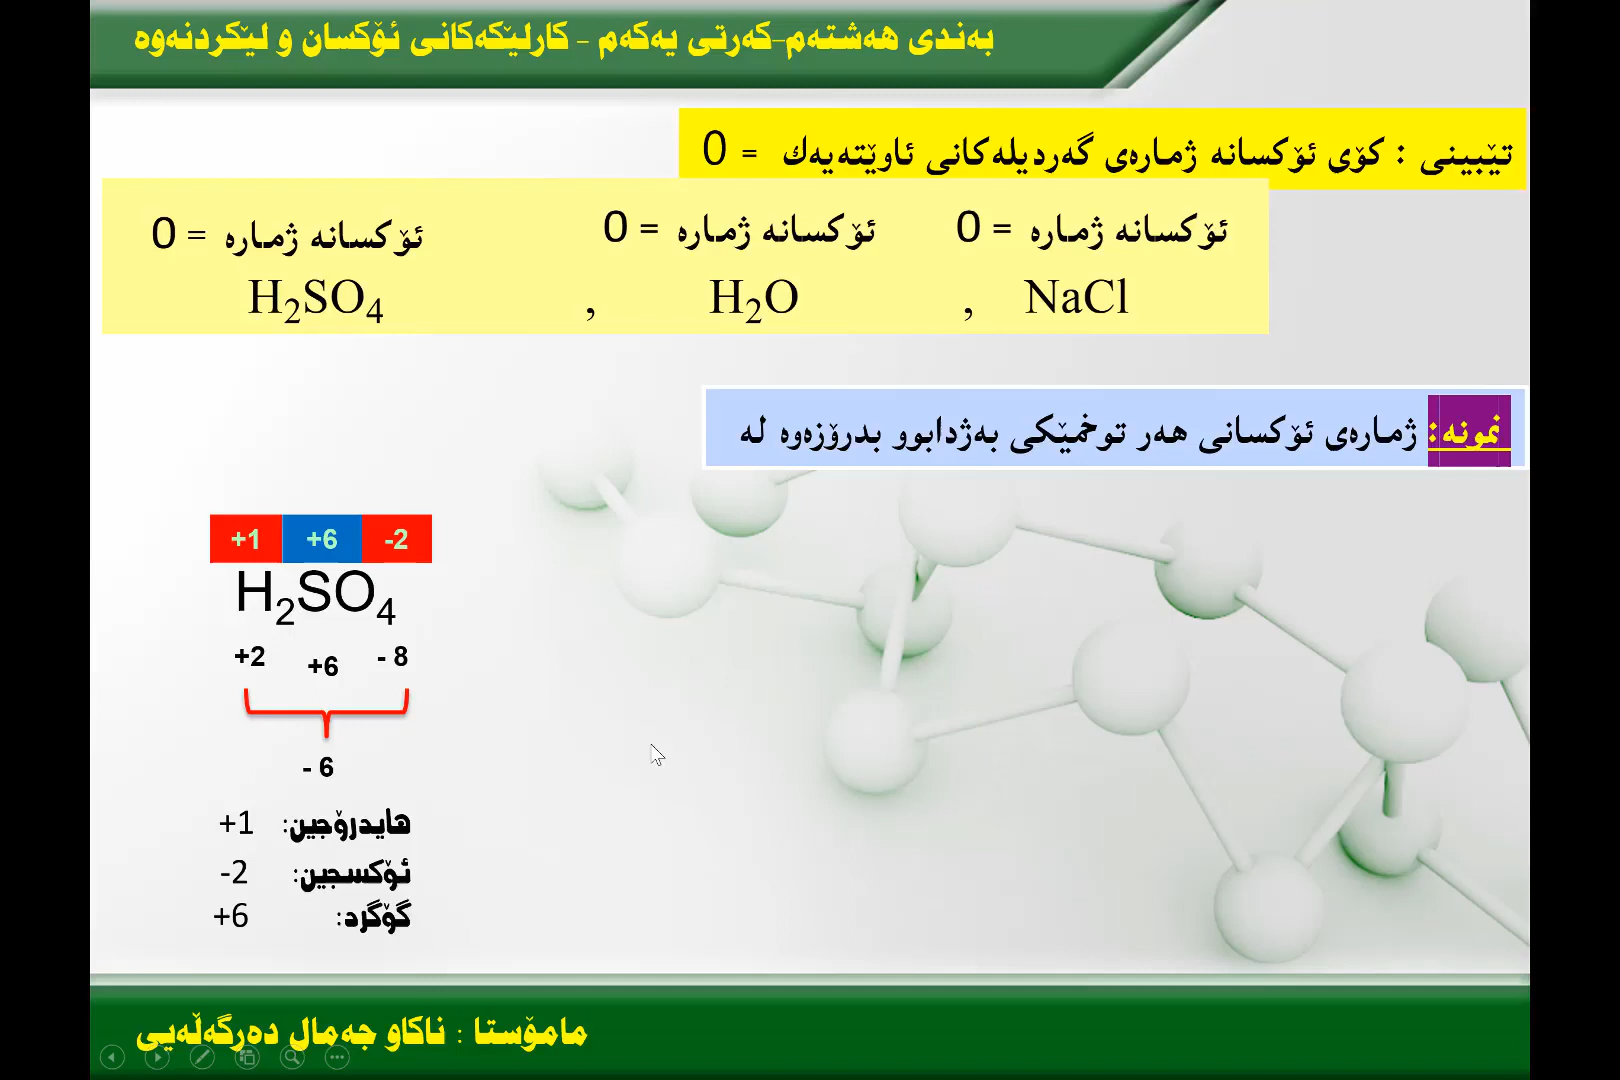 بەندی هەشتەم-کەرتی یەکەم - کارلێکەکانی ئۆکسان و لێکردنەوە
تێبینی : کۆی ئۆکسانە ژمارەی گەردیلەکانی ئاوێتەیەك = 0
ئۆکسانە ژمارە = 0 ئۆکسانە ژمارە = 0 ئۆکسانە ژمارە = 0
H₂SO₄ , H₂O , NaCl
نمونە: ژمارەی ئۆکسانی هەر توخمێکی بەژدابوو بدرۆزەوە لە
+1 +6 -2
H₂SO₄
+2 +6 - 8
- 6
هایدرۆجین: +1
ئۆکسجین: -2
گۆگرد: +6
مامۆستا : ناکاو جەمال دەرگەڵەیی